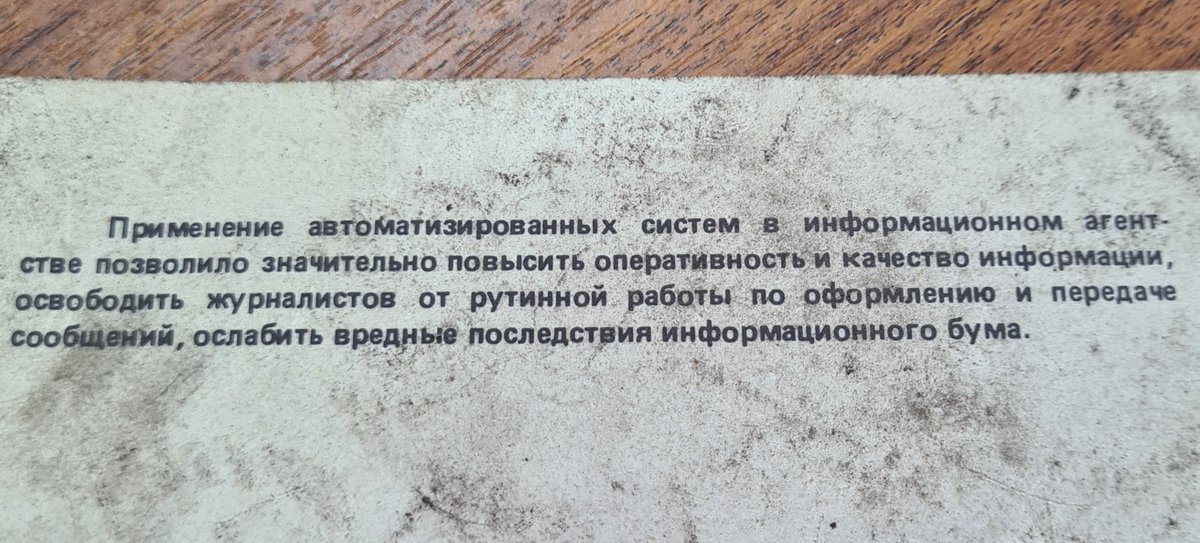 Применение автоматизированных систем в информационном агент-
стве позволило значительно повысить оперативность и качество информации,
освободить журналистов от рутинной работы по оформлению и передаче
сообщений, ослабить вредные последствия информационного бума.